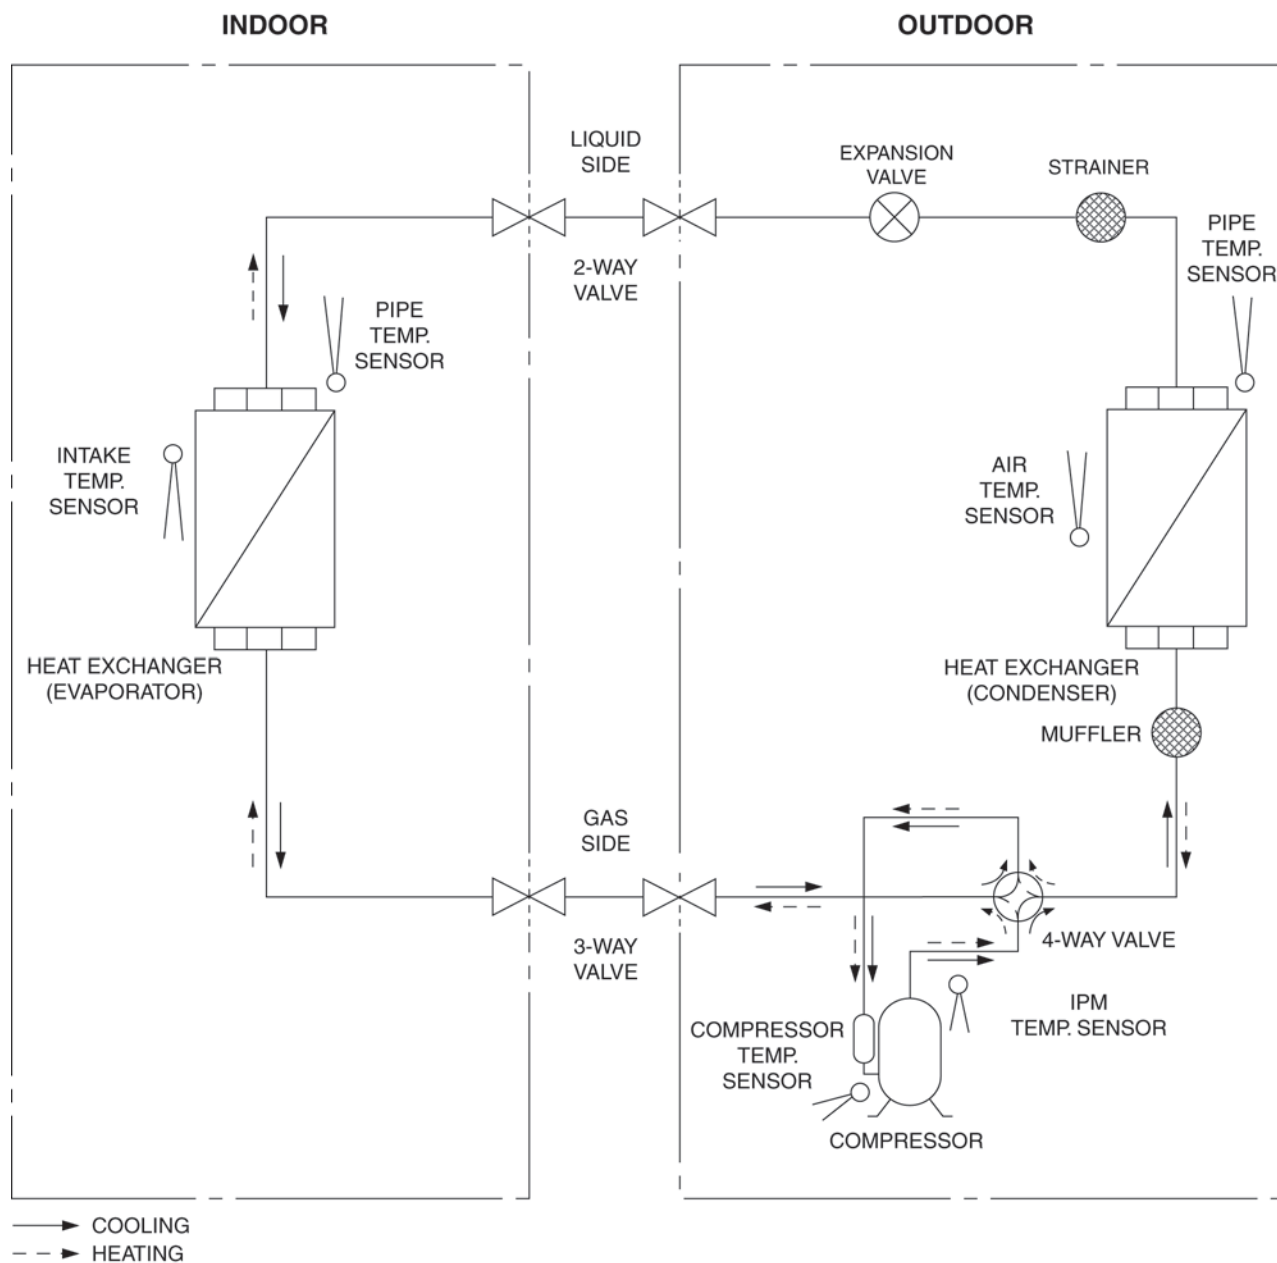 INDOOR
OUTDOOR
LIQUID
SIDE
EXPANSION
VALVE
STRAINER
PIPE
TEMP.
SENSOR
2-WAY
VALVE
PIPE
TEMP.
SENSOR
INTAKE
TEMP.
SENSOR
AIR
TEMP.
SENSOR
HEAT EXCHANGER
(EVAPORATOR)
HEAT EXCHANGER
(CONDENSER)
MUFFLER
GAS
SIDE
3-WAY
VALVE
4-WAY VALVE
IPM
TEMP. SENSOR
COMPRESSOR
TEMP.
SENSOR
COMPRESSOR
COOLING
HEATING